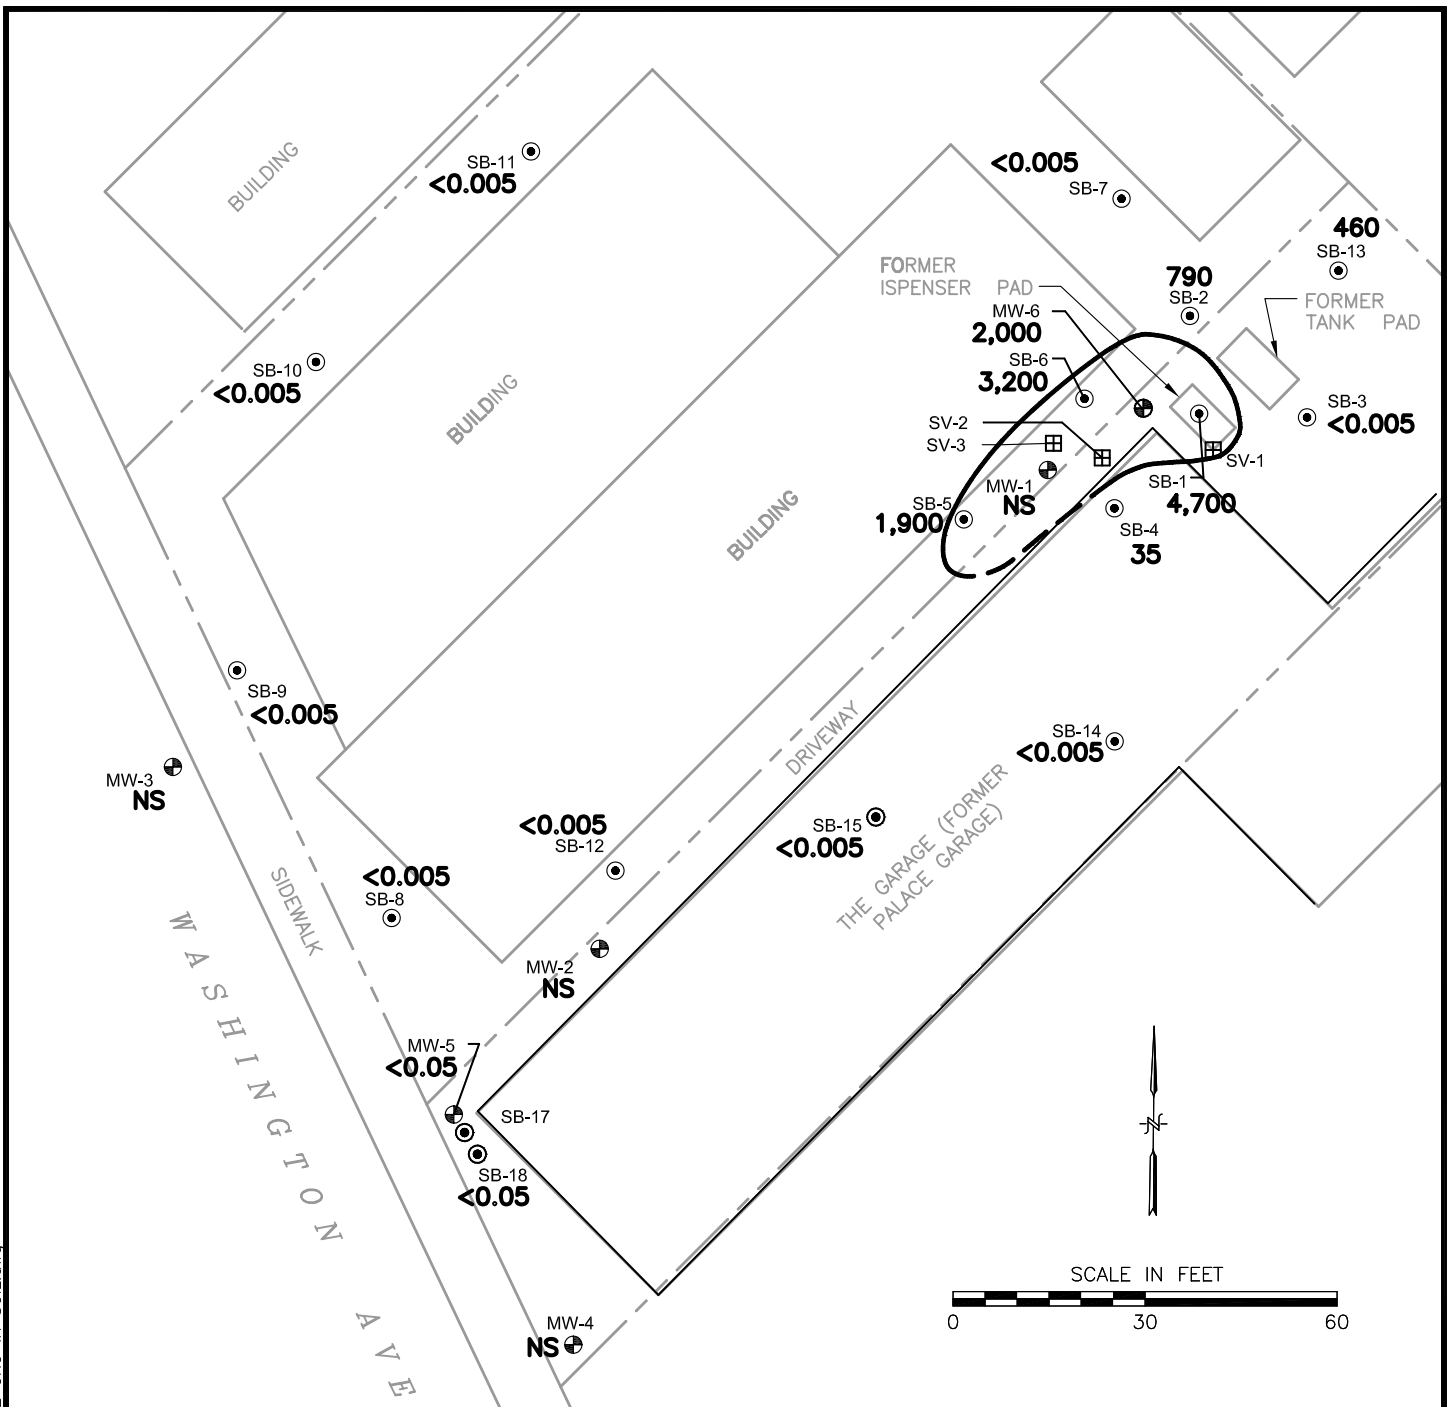 BUILDING
SB-11
<0.005
<0.005
SB-7
460
SB-13
790
SB-2
FORMER
ISPENSER PAD
FORMER
TANK PAD
MW-6
2,000
SB-6
3,200
SB-10
<0.005
BUILDING
SB-3
<0.005
SV-2
SV-3
SV-1
MW-1
NS
SB-1
4,700
SB-5
1,900
SB-4
35
BUILDING
SB-9
<0.005
DRIVEWAY
SB-14
<0.005
MW-3
NS
SB-15
<0.005
THE GARAGE (FORMER
PALACE GARAGE)
<0.005
SB-12
<0.005
SB-8
SIDEWALK
MW-2
NS
MW-5
<0.05
SB-17
SB-18
<0.05
WASHINGTON AVE
MW-4
NS
SCALE IN FEET
0 30 60